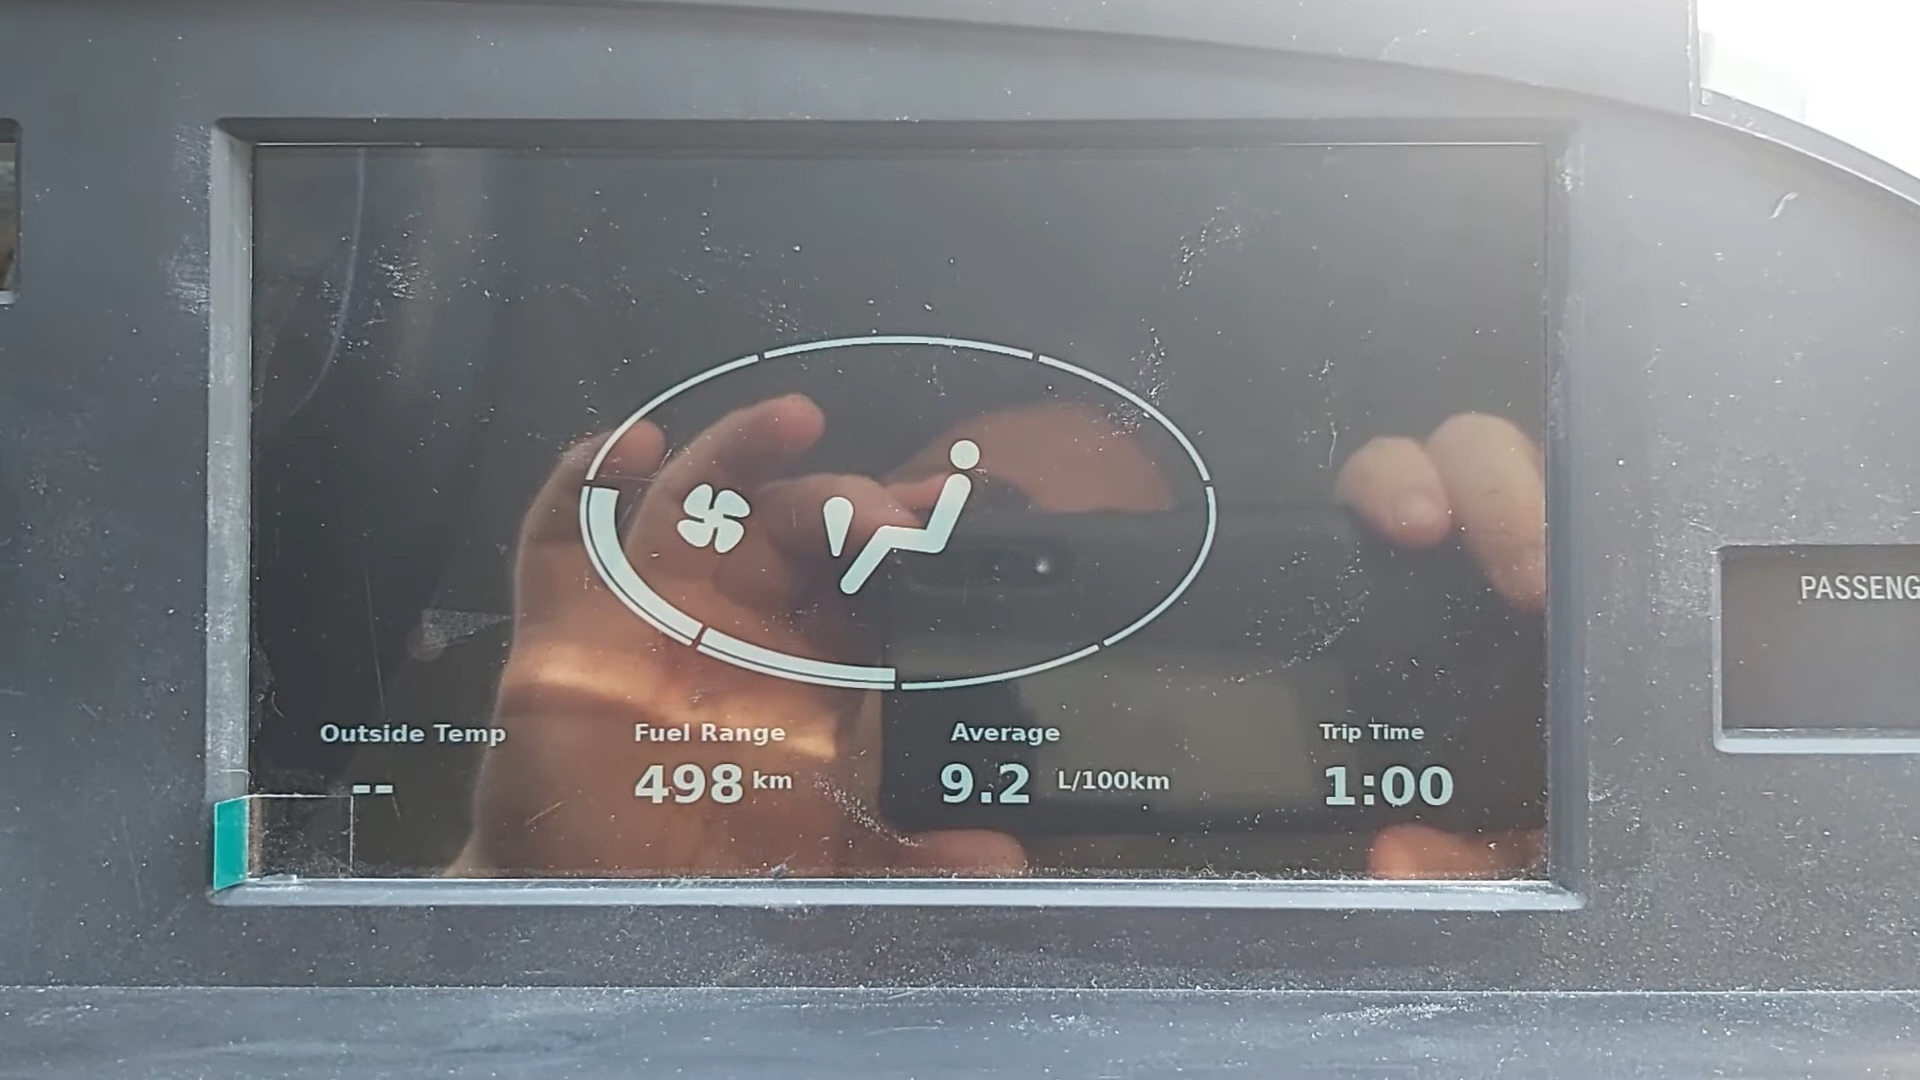 Outside Temp
--
Fuel Range
498 km
Average
9.2 L/100km
Trip Time
1:00
PASSENG